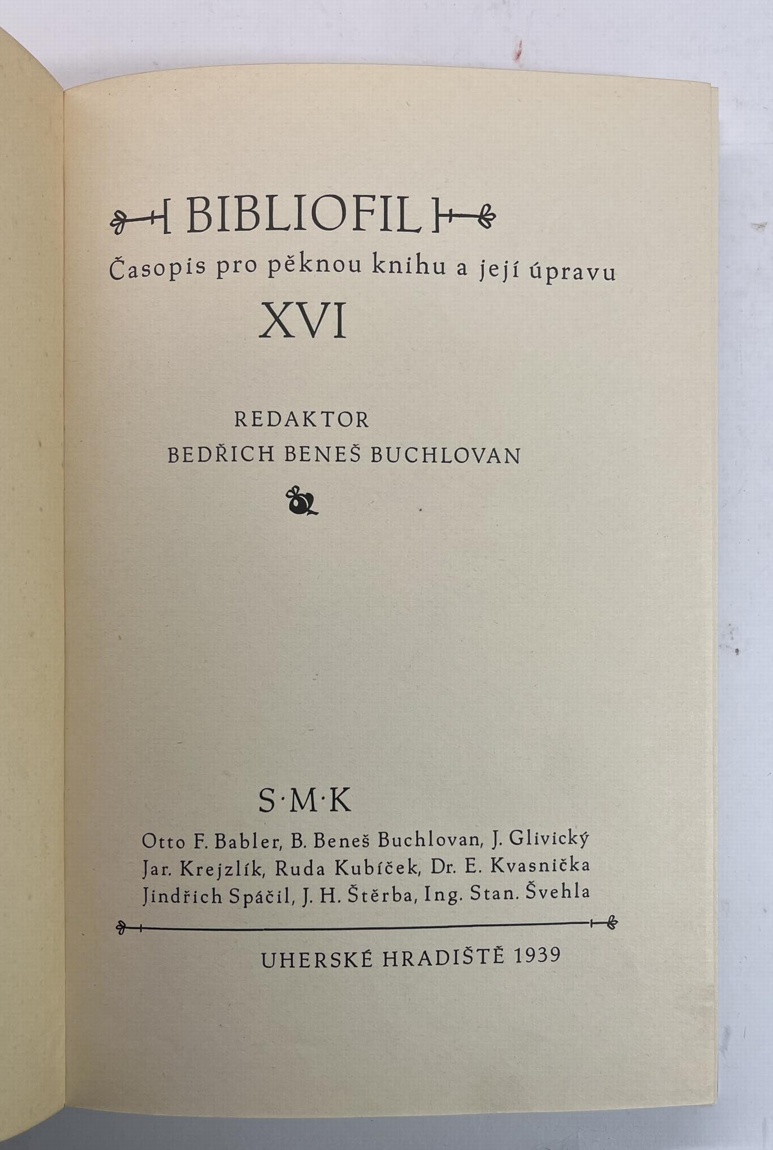 [ BIBLIOFIL ]
Časopis pro pěknou knihu a její úpravu
XVI
REDAKTOR
BEDŘICH BENEŠ BUCHLOVAN
S·M·K
Otto F. Babler, B. Beneš Buchlovan, J. Glivický
Jar. Krejzlík, Ruda Kubíček, Dr. E. Kvasnička
Jindřich Spáčil, J. H. Štěrba, Ing. Stan. Švehla
UHERSKÉ HRADIŠTĚ 1939